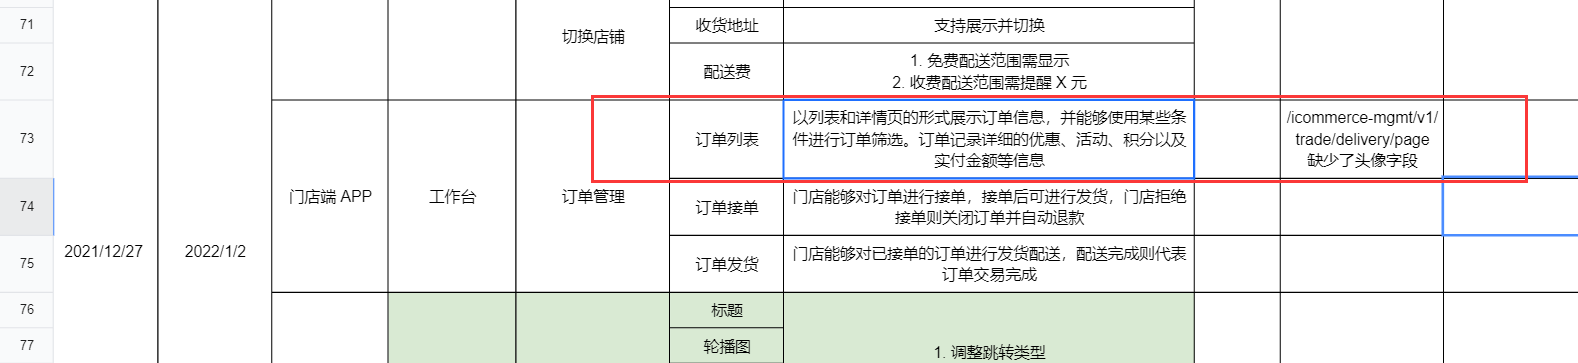 71
收货地址
支持展示并切换
切换店铺
72
配送费
1. 免费配送范围需显示
2. 收费配送范围需提醒 X 元
73
订单列表
以列表和详情页的形式展示订单信息，并能够使用某些条
件进行订单筛选。订单记录详细的优惠、活动、积分以及
实付金额等信息
/icommerce-mgmt/v1/
trade/delivery/page
缺少了头像字段
74
门店端 APP
工作台
订单管理
订单接单
门店能够对订单进行接单，接单后可进行发货，门店拒绝
接单则关闭订单并自动退款
2021/12/27
2022/1/2
75
订单发货
门店能够对已接单的订单进行发货配送，配送完成则代表
订单交易完成
76
标题
77
轮播图
1. 调整跳转类型